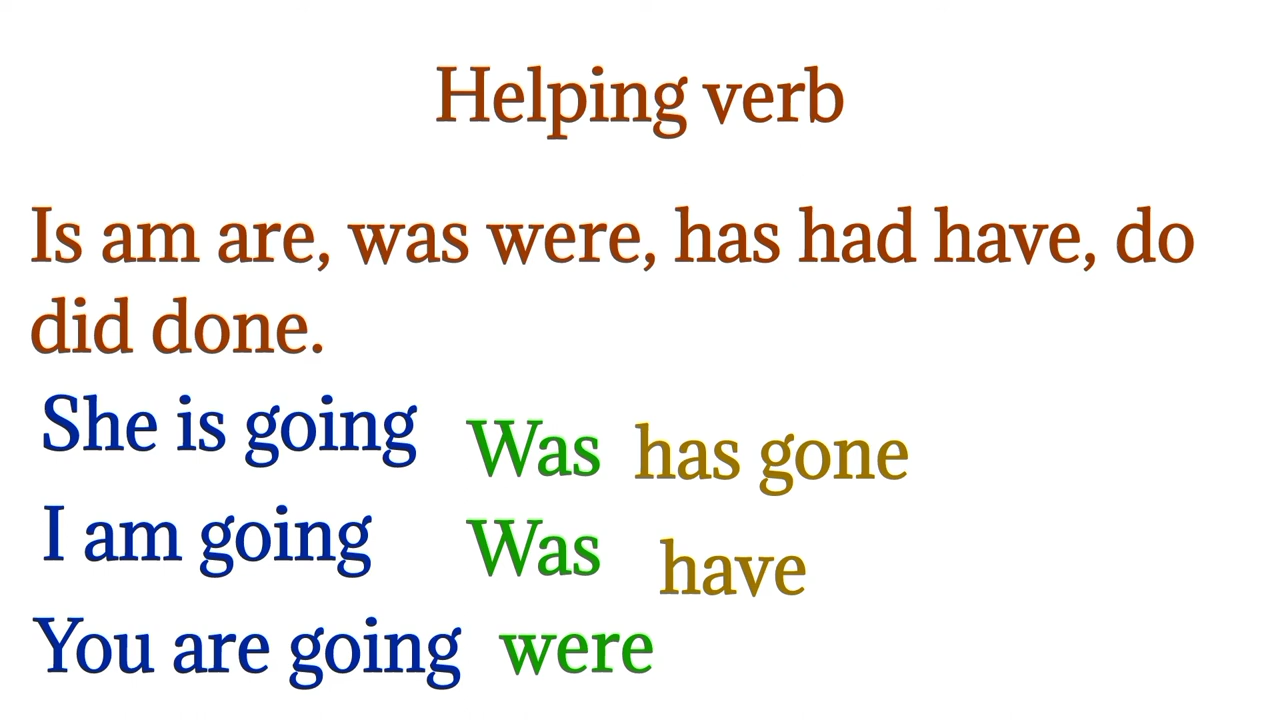 Helping verb
Is am are, was were, has had have, do
did done.
She is going Was has gone
I am going Was have
You are going were